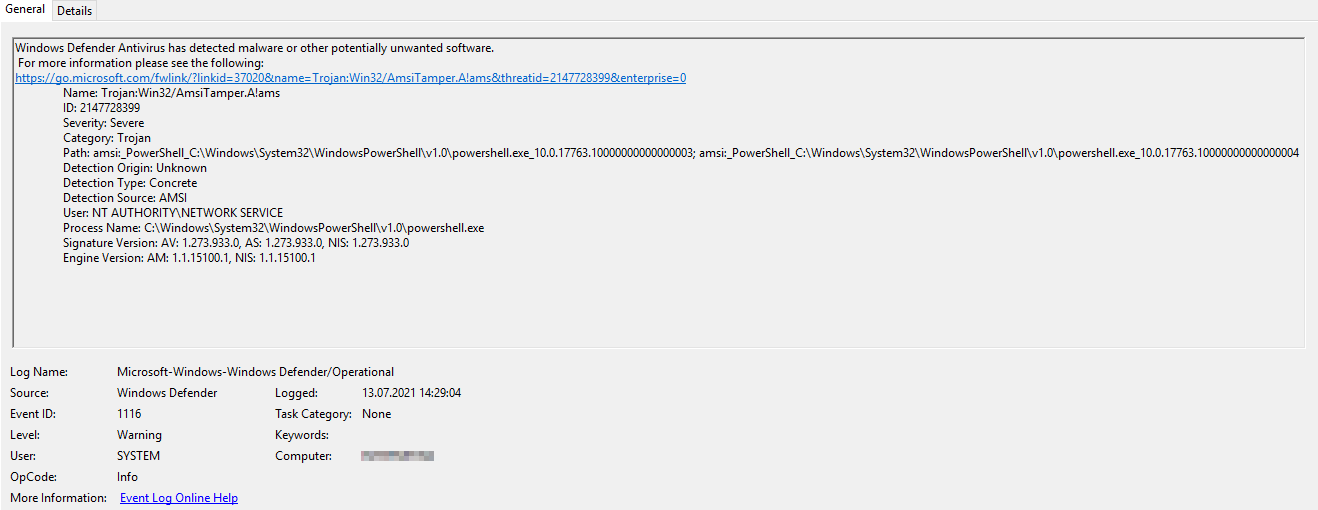 General Details
Windows Defender Antivirus has detected malware or other potentially unwanted software.
For more information please see the following:
https://go.microsoft.com/fwlink/?linkid=37020&name=Trojan:Win32/AmsiTamper.A!ams&threatid=2147728399&enterprise=0
Name: Trojan:Win32/AmsiTamper.A!ams
ID: 2147728399
Severity: Severe
Category: Trojan
Path: amsi:_PowerShell_C:\Windows\System32\WindowsPowerShell\v1.0\powershell.exe_10.0.17763.10000000000000003; amsi:_PowerShell_C:\Windows\System32\WindowsPowerShell\v1.0\powershell.exe_10.0.17763.10000000000000004
Detection Origin: Unknown
Detection Type: Concrete
Detection Source: AMSI
User: NT AUTHORITY\NETWORK SERVICE
Process Name: C:\Windows\System32\WindowsPowerShell\v1.0\powershell.exe
Signature Version: AV: 1.273.933.0, AS: 1.273.933.0, NIS: 1.273.933.0
Engine Version: AM: 1.1.15100.1, NIS: 1.1.15100.1
Log Name: Microsoft-Windows-Windows Defender/Operational
Source: Windows Defender Logged: 13.07.2021 14:29:04
Event ID: 1116 Task Category: None
Level: Warning Keywords:
User: SYSTEM Computer:
OpCode: Info
More Information: Event Log Online Help